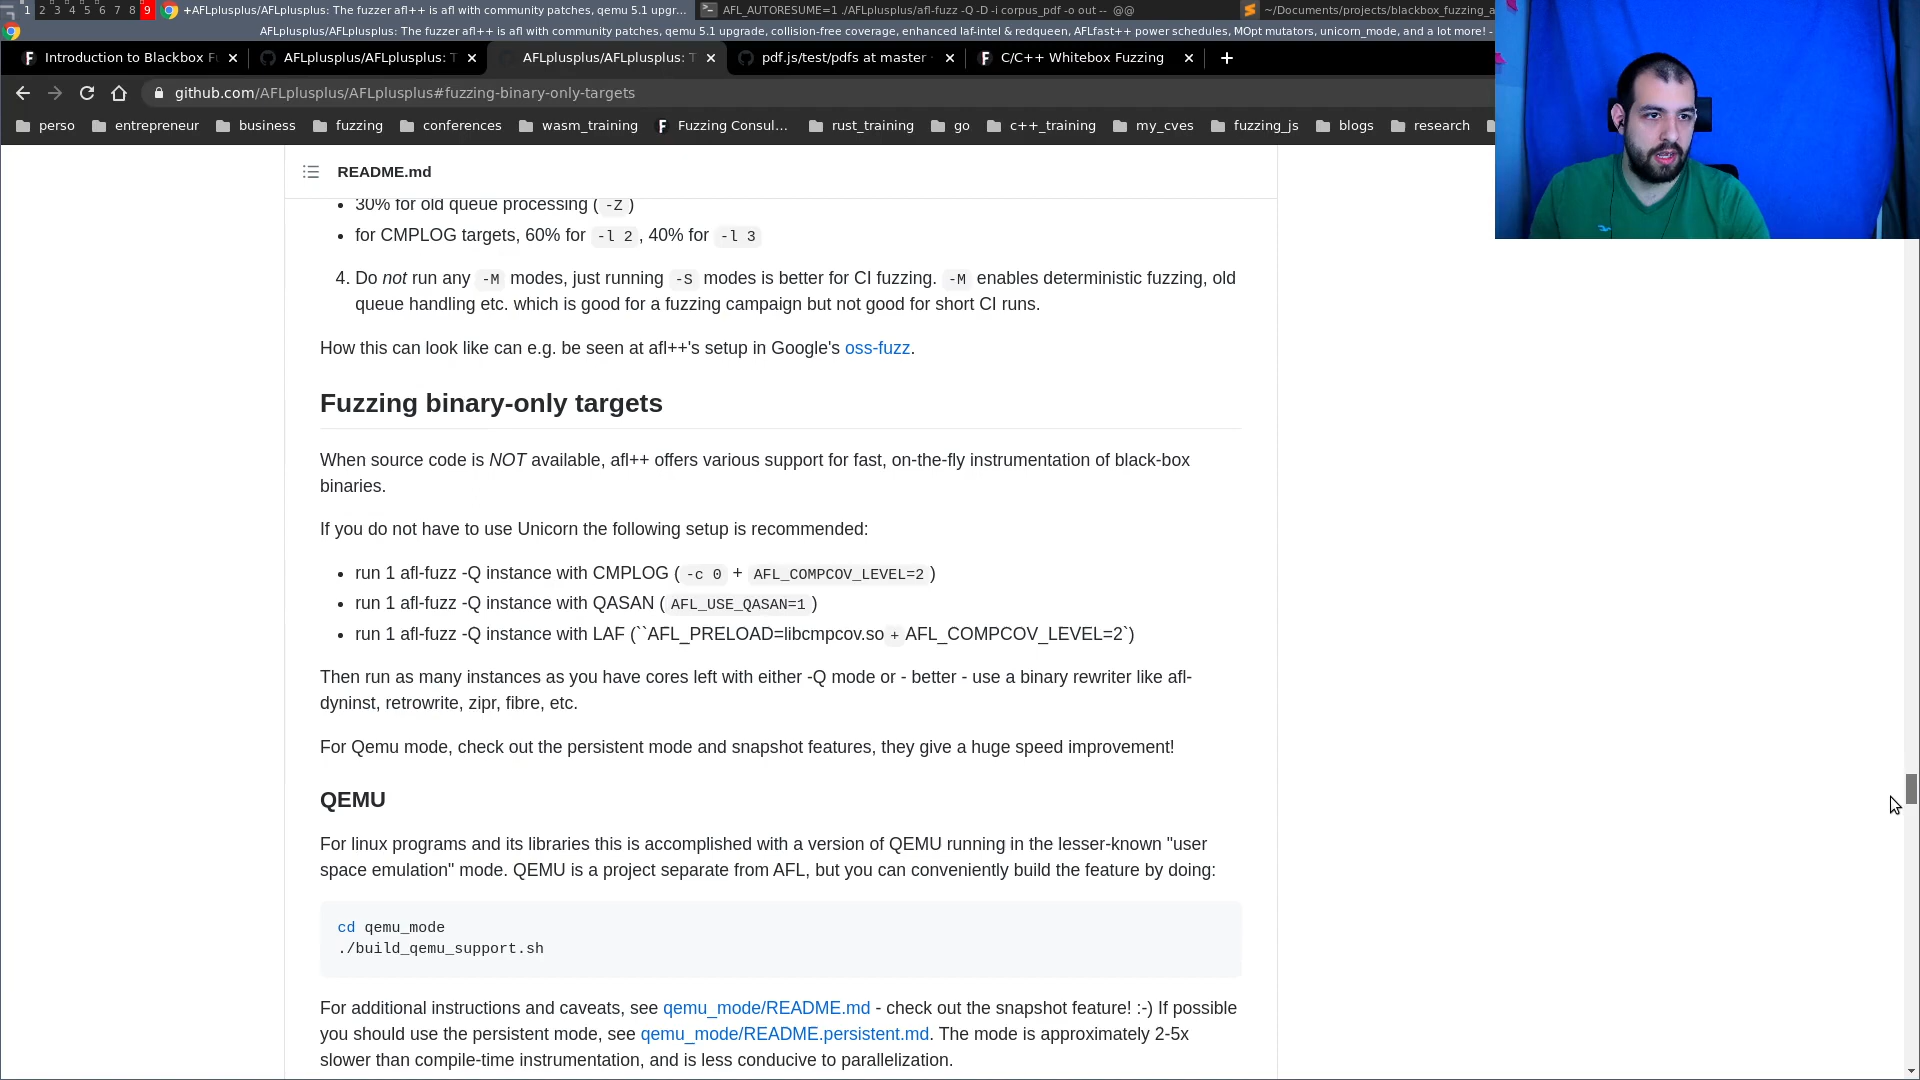 1 2 3 4 5 6 7 8 9 +AFLplusplus/AFLplusplus: The fuzzer afl++ is afl with community patches, qemu 5.1 upgr... AFL_AUTORESUME=1 ./AFLplusplus/afl-fuzz -Q -D -i corpus_pdf -o out -- @@ ~/Documents/projects/blackbox_fuzzing_a
AFLplusplus/AFLplusplus: The fuzzer afl++ is afl with community patches, qemu 5.1 upgrade, collision-free coverage, enhanced laf-intel & redqueen, AFLfast++ power schedules, MOpt mutators, unicorn_mode, and a lot more! -
Introduction to Blackbox Fu AFLplusplus/AFLplusplus: T AFLplusplus/AFLplusplus: T pdf.js/test/pdfs at master · C/C++ Whitebox Fuzzing
github.com/AFLplusplus/AFLplusplus#fuzzing-binary-only-targets
perso entrepreneur business fuzzing conferences wasm_training Fuzzing Consul... rust_training go c++_training my_cves fuzzing_js blogs research
README.md
• 30% for old queue processing ( -Z )
• for CMPLOG targets, 60% for -l 2 , 40% for -l 3
4. Do not run any -M modes, just running -S modes is better for CI fuzzing. -M enables deterministic fuzzing, old
queue handling etc. which is good for a fuzzing campaign but not good for short CI runs.
How this can look like can e.g. be seen at afl++'s setup in Google's oss-fuzz.
Fuzzing binary-only targets
When source code is NOT available, afl++ offers various support for fast, on-the-fly instrumentation of black-box
binaries.
If you do not have to use Unicorn the following setup is recommended:
• run 1 afl-fuzz -Q instance with CMPLOG ( -c 0 + AFL_COMPCOV_LEVEL=2 )
• run 1 afl-fuzz -Q instance with QASAN ( AFL_USE_QASAN=1 )
• run 1 afl-fuzz -Q instance with LAF (``AFL_PRELOAD=libcmpcov.so + AFL_COMPCOV_LEVEL=2`)
Then run as many instances as you have cores left with either -Q mode or - better - use a binary rewriter like afl-
dyninst, retrowrite, zipr, fibre, etc.
For Qemu mode, check out the persistent mode and snapshot features, they give a huge speed improvement!
QEMU
For linux programs and its libraries this is accomplished with a version of QEMU running in the lesser-known "user
space emulation" mode. QEMU is a project separate from AFL, but you can conveniently build the feature by doing:
cd qemu_mode
./build_qemu_support.sh
For additional instructions and caveats, see qemu_mode/README.md - check out the snapshot feature! :-) If possible
you should use the persistent mode, see qemu_mode/README.persistent.md. The mode is approximately 2-5x
slower than compile-time instrumentation, and is less conducive to parallelization.